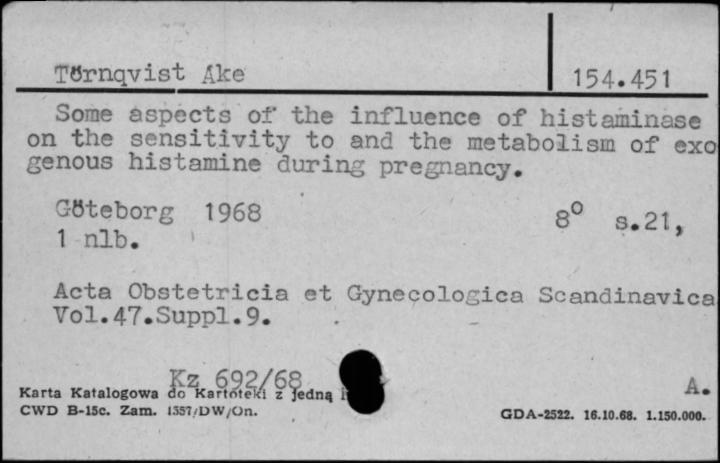 Törnqvist Ake
154.451
Some aspects of the influence of histaminase
on the sensitivity to and the metabolism of exo
genous histamine during pregnancy.
Göteborg 1968 8° s.21,
1 nlb.
Acta Obstetricia et Gynecologica Scandinavica
Vol.47.Suppl.9.
Kz 692/68 A.
Karta Katalogowa do Kartoteki z jedną
CWD B-15c. Zam. 1357/DW/On. GDA-2522. 16.10.68. 1.150.000.